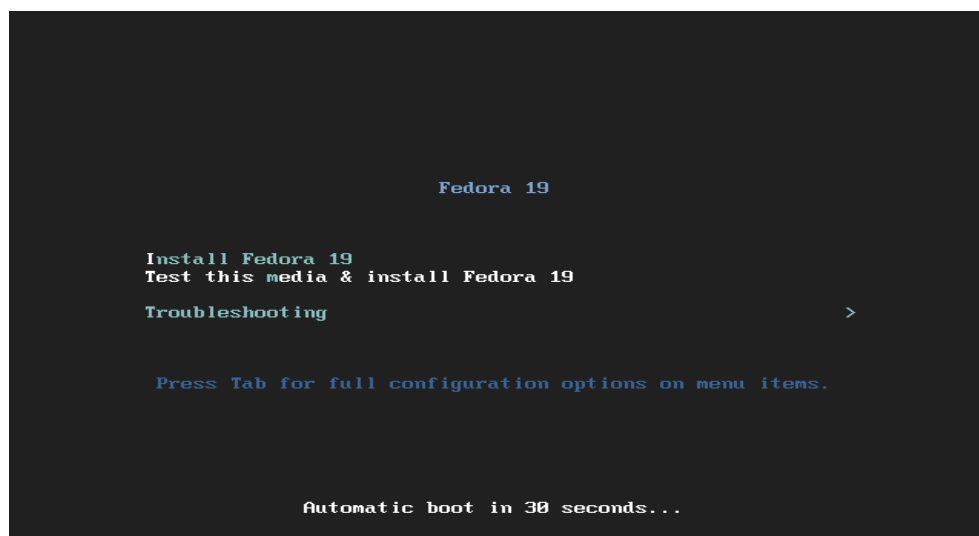 Fedora 19
Install Fedora 19
Test this media & install Fedora 19
Troubleshooting >
Press Tab for full configuration options on menu items.
Automatic boot in 30 seconds...